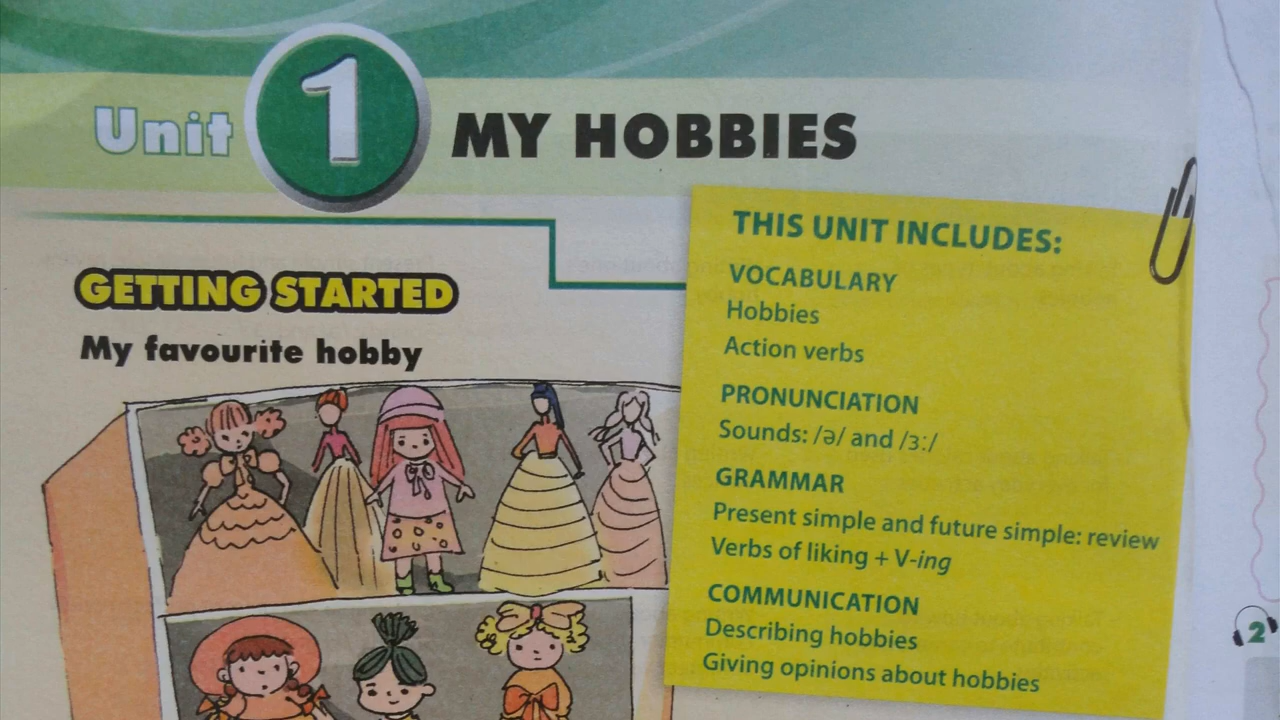 Unit 1 MY HOBBIES
GETTING STARTED
My favourite hobby
THIS UNIT INCLUDES:
VOCABULARY
Hobbies
Action verbs
PRONUNCIATION
Sounds: /ə/ and /ɜː/
GRAMMAR
Present simple and future simple: review
Verbs of liking + V-ing
COMMUNICATION
Describing hobbies
Giving opinions about hobbies
2